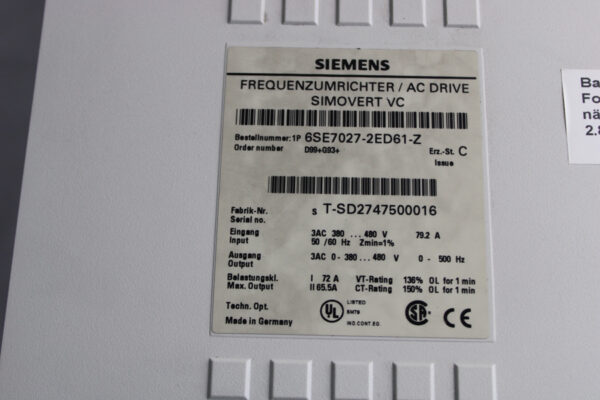 SIEMENS
FREQUENZUMRICHTER / AC DRIVE
SIMOVERT VC
Bestellnummer: 1P 6SE7027-2ED61-Z
Order number D99+G93+ Erz.-St. C
Issue
Fabrik-Nr. S T-SD2747500016
Serial no.
Eingang 3AC 380 ... 480 V 79.2 A
Input 50 / 60 Hz Zmin=1%
Ausgang 3AC 0 - 380 ... 480 V 0 - 500 Hz
Output
Belastungskl. I 72 A VT-Rating 136% OL for 1 min
Max. Output II 65.5A CT-Rating 150% OL for 1 min
Techn. Opt.
Made in Germany
UL LISTED
IND.CONT.EQ.
CE
Ba
Fo
nä
2.8